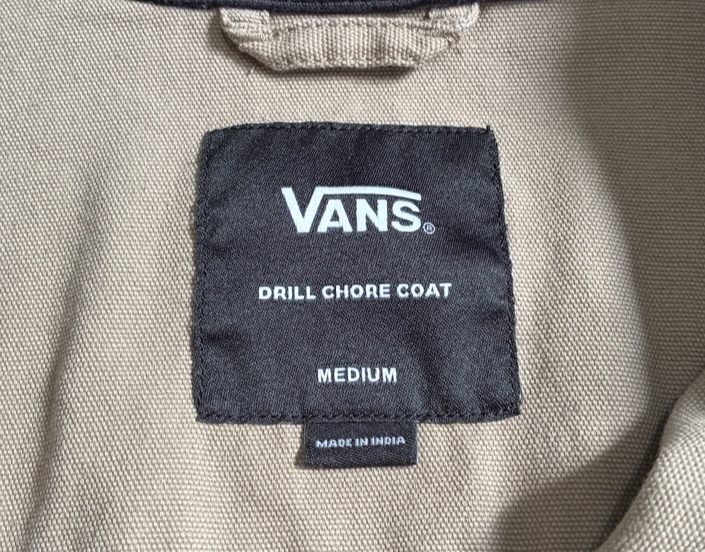 VANS®
DRILL CHORE COAT
MEDIUM
MADE IN INDIA